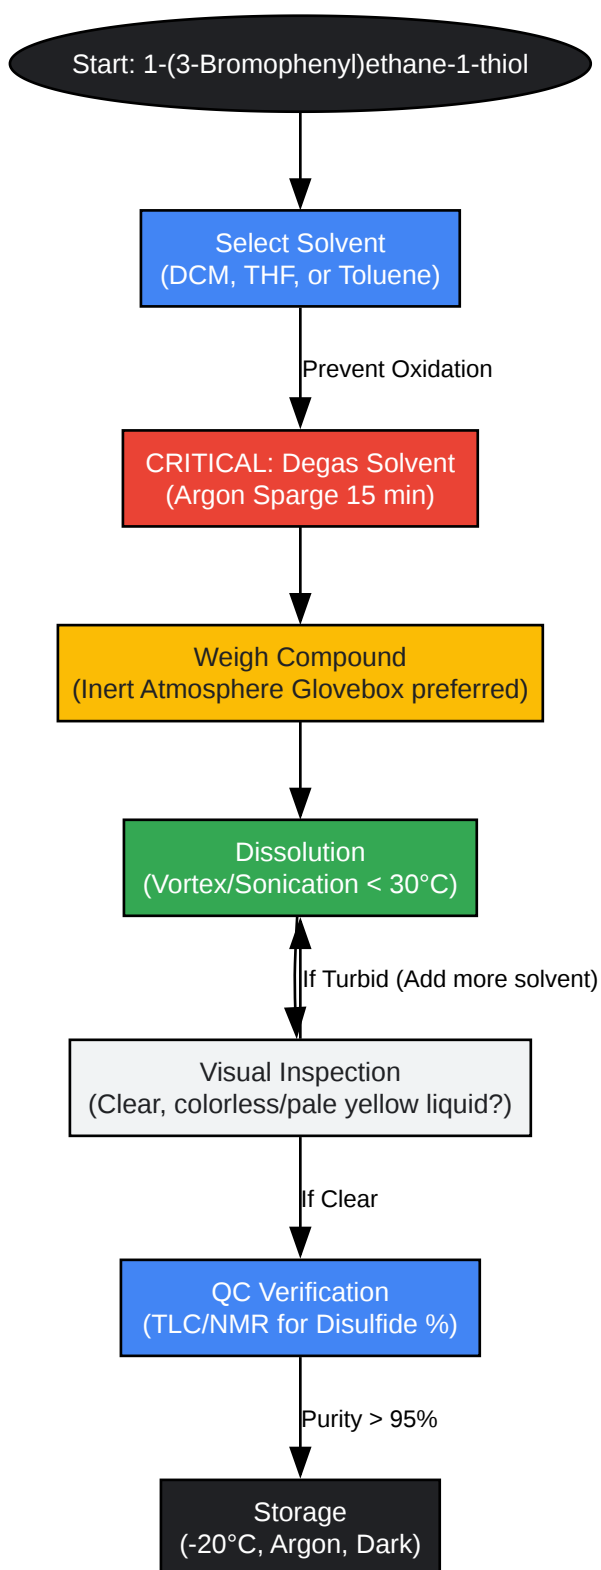 Start: 1-(3-Bromophenyl)ethane-1-thiol
Select Solvent
(DCM, THF, or Toluene)
Prevent Oxidation
CRITICAL: Degas Solvent
(Argon Sparge 15 min)
Weigh Compound
(Inert Atmosphere Glovebox preferred)
Dissolution
(Vortex/Sonication < 30°C)
If Turbid (Add more solvent)
Visual Inspection
(Clear, colorless/pale yellow liquid?)
If Clear
QC Verification
(TLC/NMR for Disulfide %)
Purity > 95%
Storage
(-20°C, Argon, Dark)